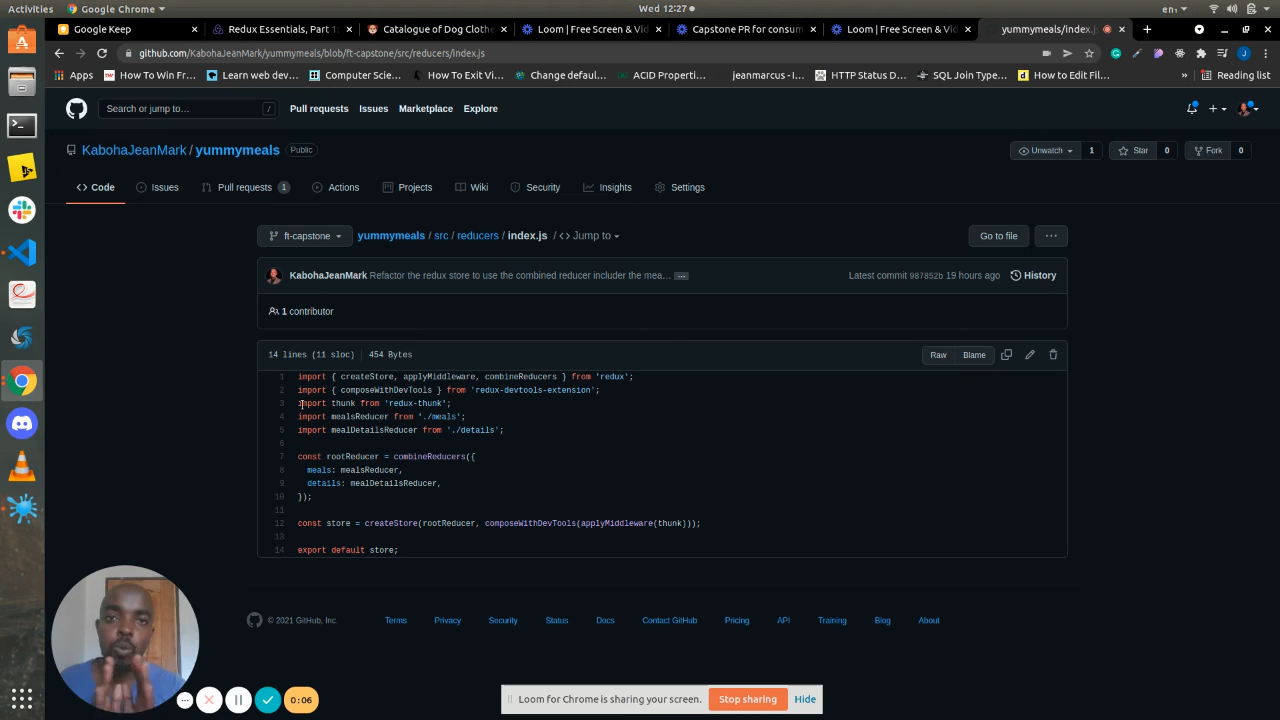 Activities Google Chrome Wed 12:27 en
Google Keep Redux Essentials, Part 1: Catalogue of Dog Clothe Loom | Free Screen & Vid Capstone PR for consum Loom | Free Screen & Vid yummymeals/index.j
github.com/KabohaJeanMark/yummymeals/blob/ft-capstone/src/reducers/index.js J
Apps How To Win Fr... Learn web dev... Computer Scie... How To Exit Vi... Change defaul... ACID Properti... jeanmarcus - I... HTTP Status D... SQL Join Type... How to Edit Fil... » Reading list
Search or jump to... / Pull requests Issues Marketplace Explore
KabohaJeanMark / yummymeals Public Unwatch 1 Star 0 Fork 0
<> Code Issues Pull requests 1 Actions Projects Wiki Security Insights Settings
ft-capstone yummymeals / src / reducers / index.js / <> Jump to Go to file ...
KabohaJeanMark Refactor the redux store to use the combined reducer includer the mea… ... Latest commit 987852b 19 hours ago History
1 contributor
14 lines (11 sloc) 454 Bytes Raw Blame
1 import { createStore, applyMiddleware, combineReducers } from 'redux';
2 import { composeWithDevTools } from 'redux-devtools-extension';
3 import thunk from 'redux-thunk';
4 import mealsReducer from './meals';
5 import mealDetailsReducer from './details';
6
7 const rootReducer = combineReducers({
8 meals: mealsReducer,
9 details: mealDetailsReducer,
10 });
11
12 const store = createStore(rootReducer, composeWithDevTools(applyMiddleware(thunk)));
13
14 export default store;
© 2021 GitHub, Inc. Terms Privacy Security Status Docs Contact GitHub Pricing API Training Blog About
0:06
Loom for Chrome is sharing your screen. Stop sharing Hide